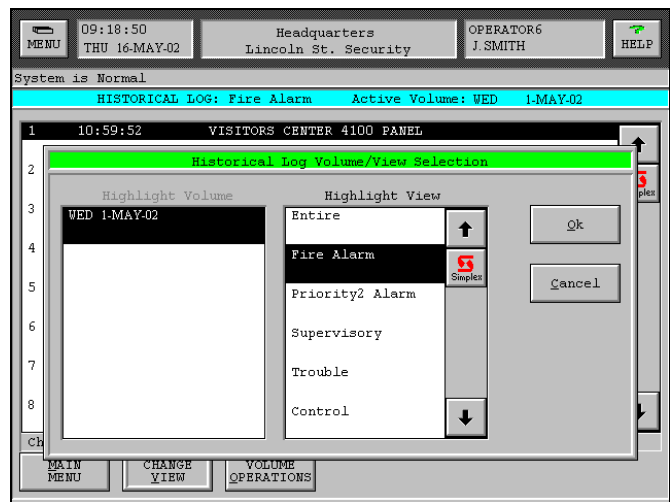 MENU
09:18:50
THU 16-MAY-02
Headquarters
Lincoln St. Security
OPERATOR6
J.SMITH
HELP
System is Normal
HISTORICAL LOG: Fire Alarm Active Volume: WED 1-MAY-02
1 10:59:52 VISITORS CENTER 4100 PANEL
2
3
4
5
6
7
8
Historical Log Volume/View Selection
Highlight Volume
WED 1-MAY-02
Highlight View
Entire
Fire Alarm
Priority2 Alarm
Supervisory
Trouble
Control
Simplex
Ok
Cancel
plex
Ch
MAIN MENU
CHANGE VIEW
VOLUME OPERATIONS